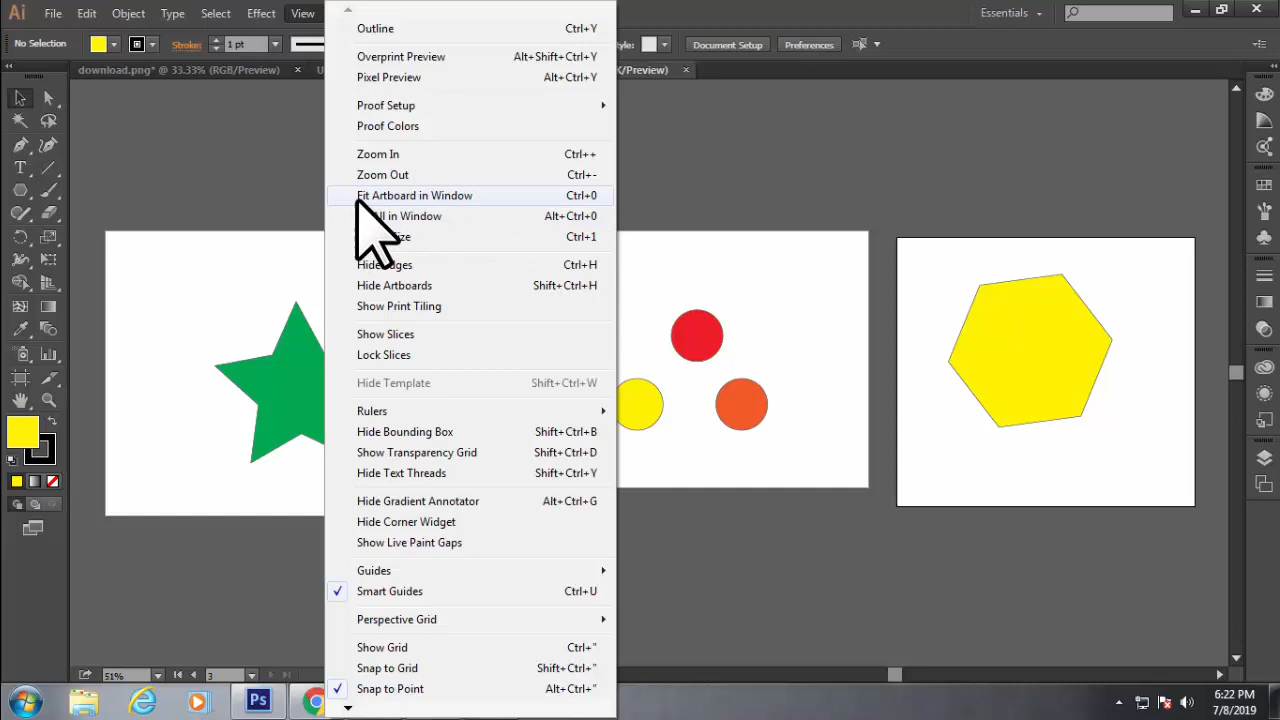 Ai File Edit Object Type Select Effect View Essentials
No Selection Stroke: 1 pt Style: Document Setup Preferences
download.png* @ 33.33% (RGB/Preview) × K/Preview) ×
Outline Ctrl+Y
Overprint Preview Alt+Shift+Ctrl+Y
Pixel Preview Alt+Ctrl+Y
Proof Setup
Proof Colors
Zoom In Ctrl++
Zoom Out Ctrl+-
Fit Artboard in Window Ctrl+0
in Window Alt+Ctrl+0
Ctrl+1
Hide Edges Ctrl+H
Hide Artboards Shift+Ctrl+H
Show Print Tiling
Show Slices
Lock Slices
Hide Template Shift+Ctrl+W
Rulers
Hide Bounding Box Shift+Ctrl+B
Show Transparency Grid Shift+Ctrl+D
Hide Text Threads Shift+Ctrl+Y
Hide Gradient Annotator Alt+Ctrl+G
Hide Corner Widget
Show Live Paint Gaps
Guides
Smart Guides Ctrl+U
Perspective Grid
Show Grid Ctrl+"
Snap to Grid Shift+Ctrl+"
Snap to Point Alt+Ctrl+"
51% 3
Ps
6:22 PM
7/8/2019